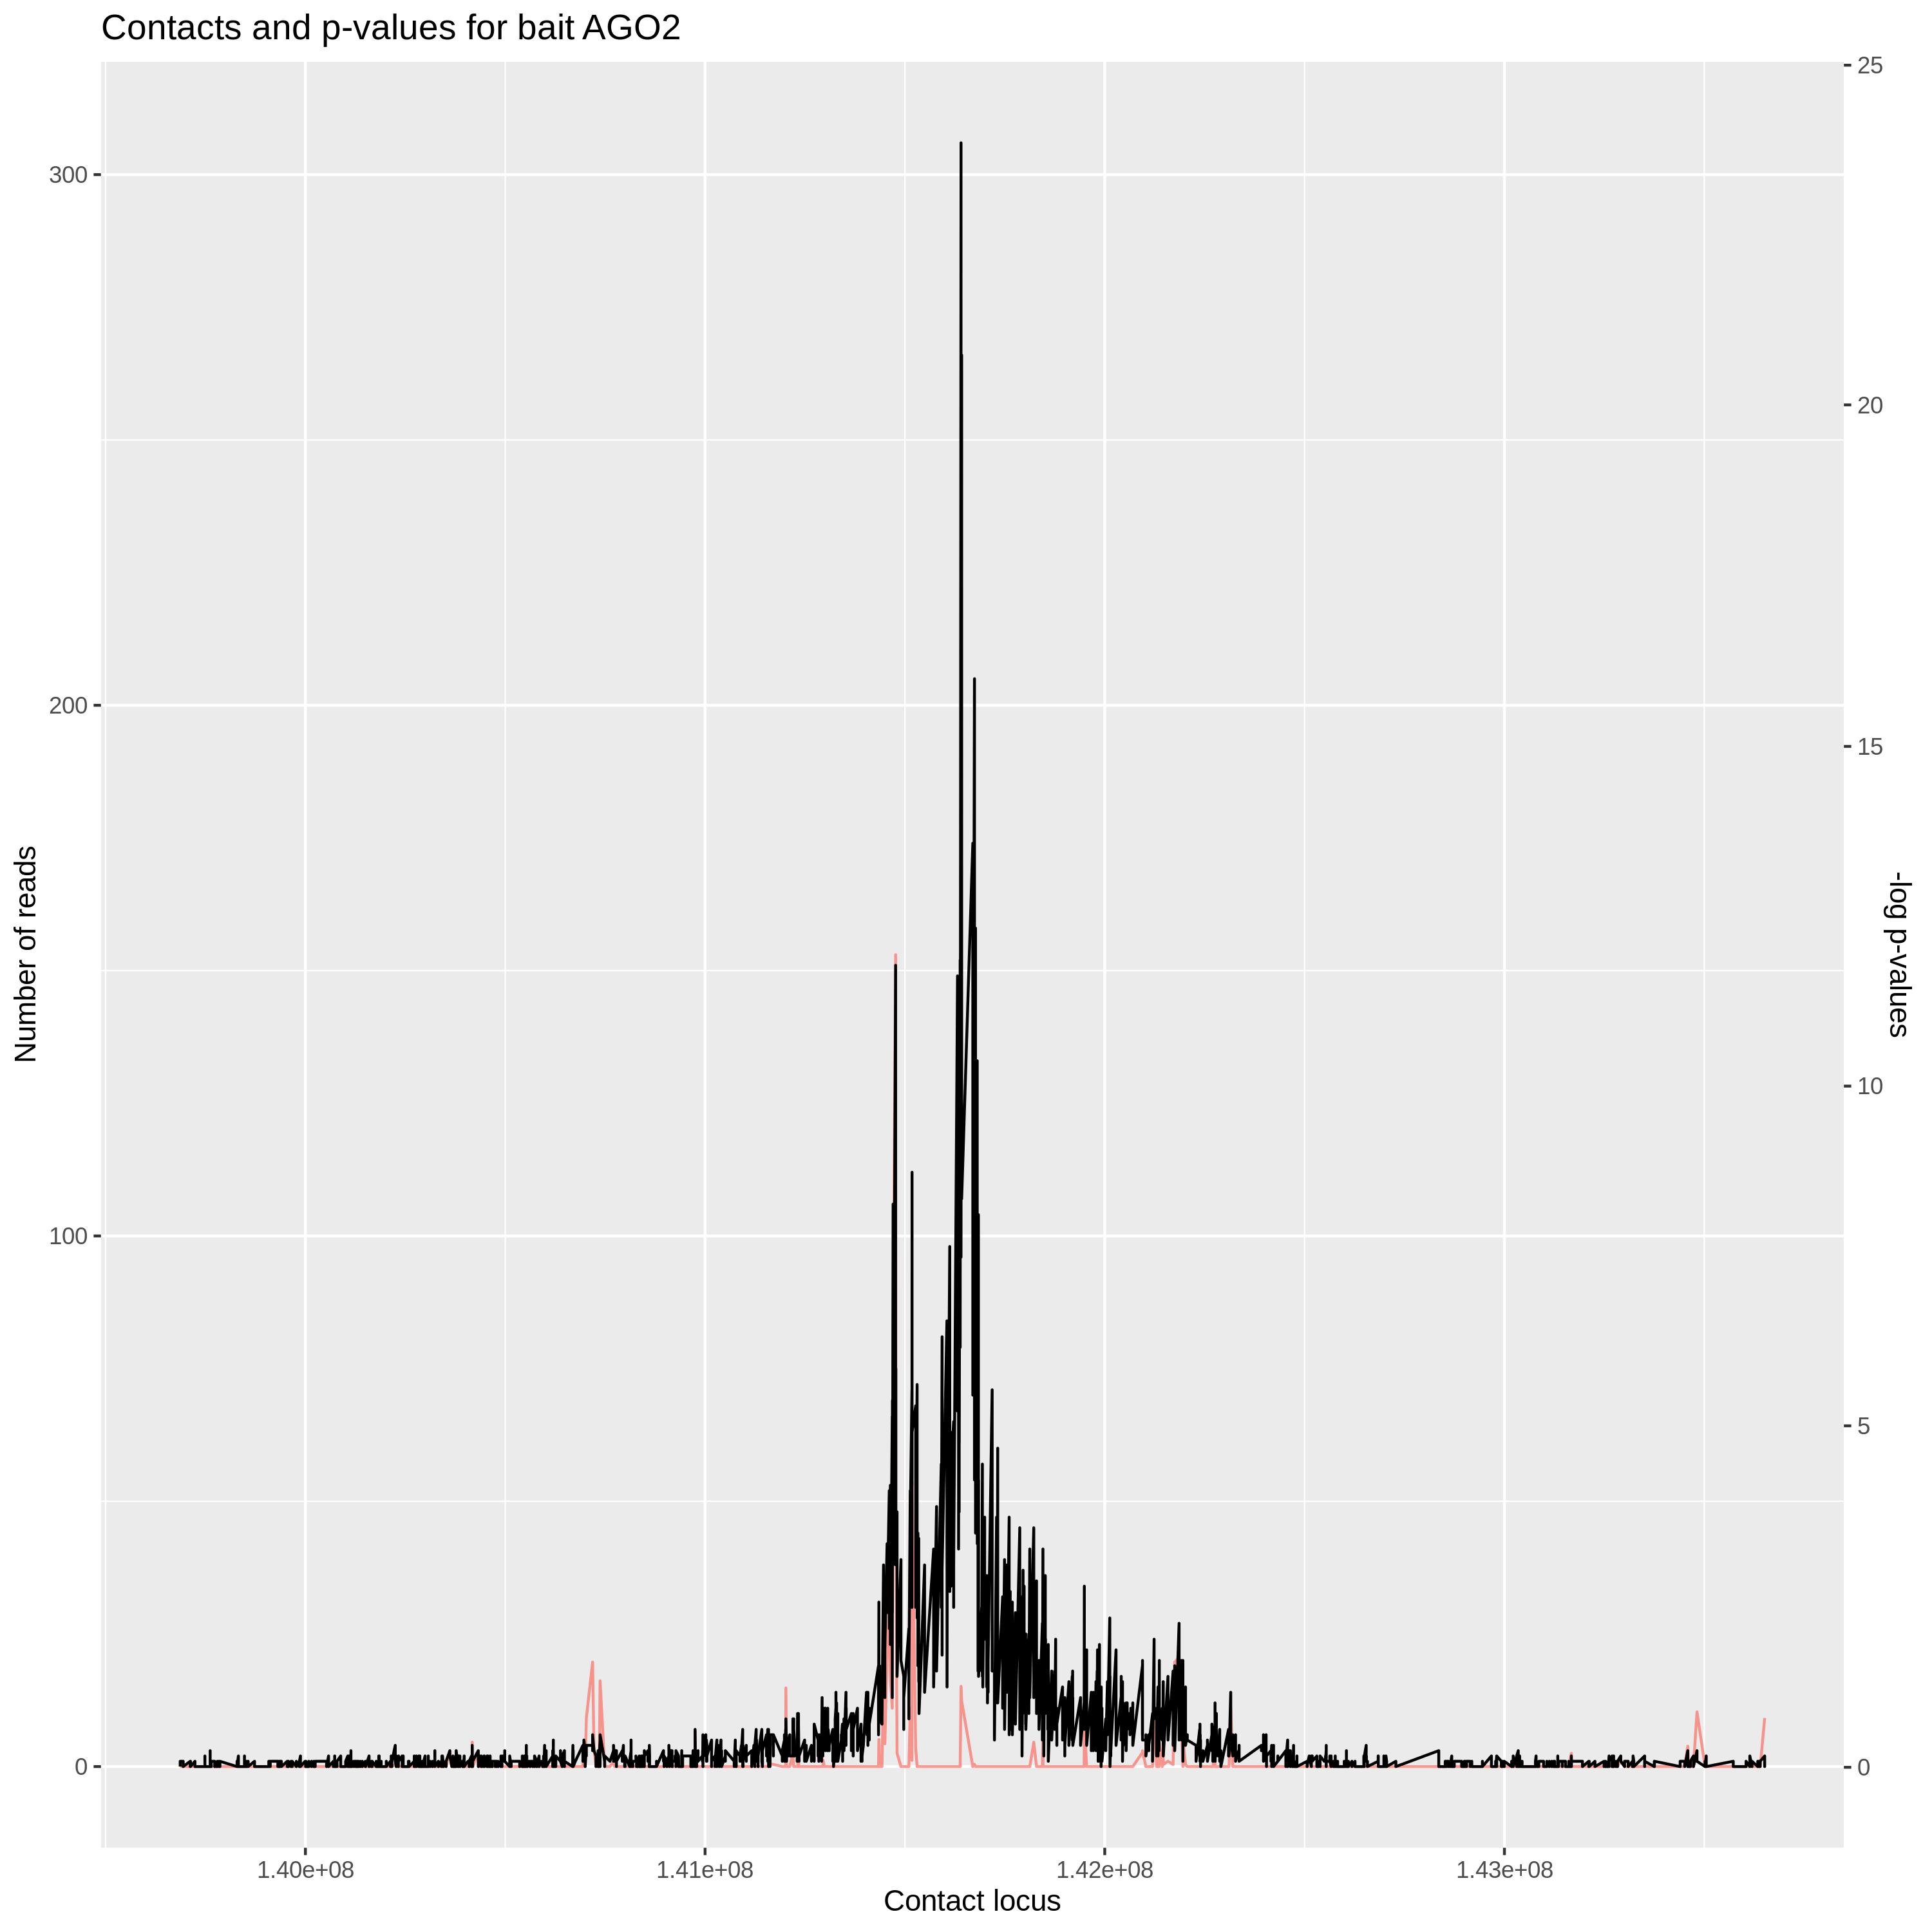 Contacts and p-values for bait AGO2
Number of reads
300
200
100
0
25
20
15
10
5
0
-log p-values
1.40e+08 1.41e+08 1.42e+08 1.43e+08
Contact locus